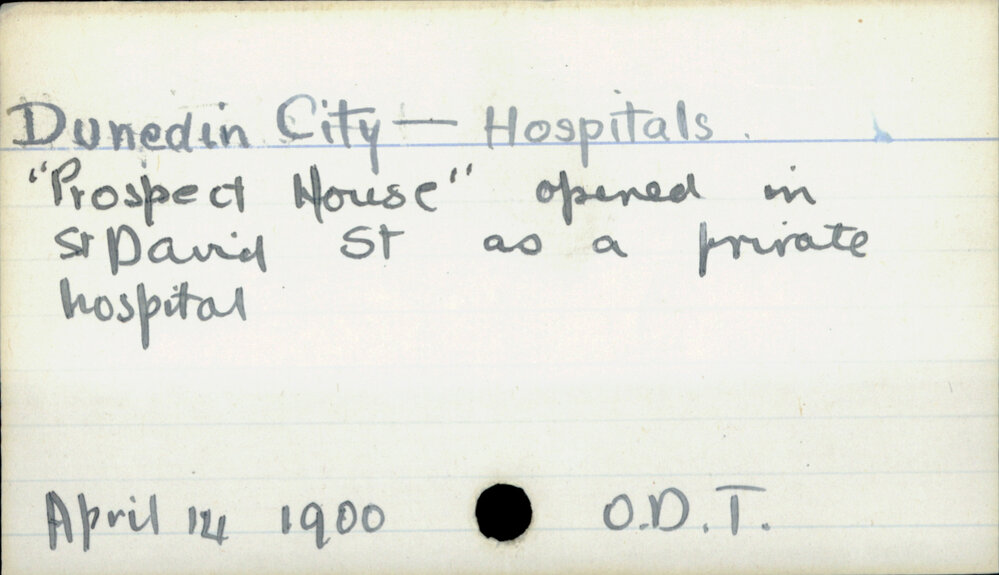 Dunedin City — Hospitals.
"Prospect House" opened in
St David St as a private
hospital
April 14 1900 O.D.T.